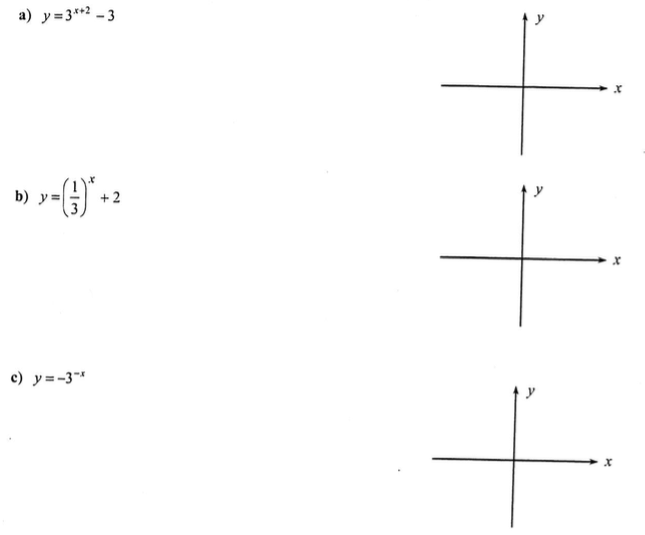 a) y = 3^{x+2} − 3
y
x
b) y = (1/3)^x + 2
y
x
c) y = −3^{−x}
y
x